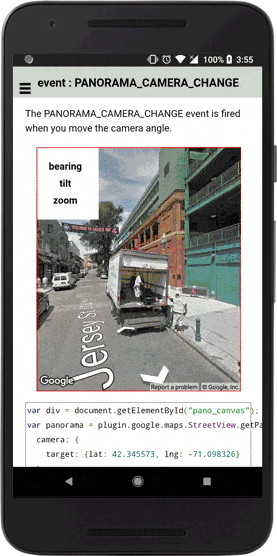 100% 3:55
event : PANORAMA_CAMERA_CHANGE
The PANORAMA_CAMERA_CHANGE event is fired
when you move the camera angle.
bearing
tilt
zoom
Jersey St
Google
Report a problem © Google, Inc.
var div = document.getElementById("pano_canvas");
var panorama = plugin.google.maps.StreetView.getPa
camera: {
target: {lat: 42.345573, lng: -71.098326}